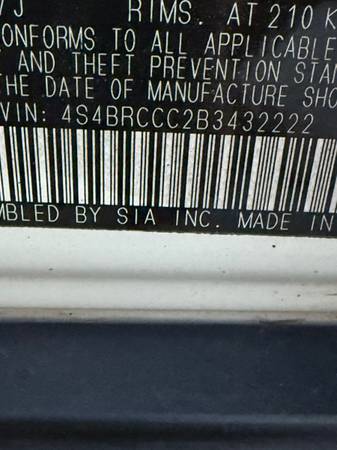 RIMS. AT 210 K
CONFORMS TO ALL APPLICABLE
AND THEFT PREVENTION STAN
THE DATE OF MANUFACTURE SHO
VIN: 4S4BRCCC2B3432222
MBLED BY SIA INC. MADE IN